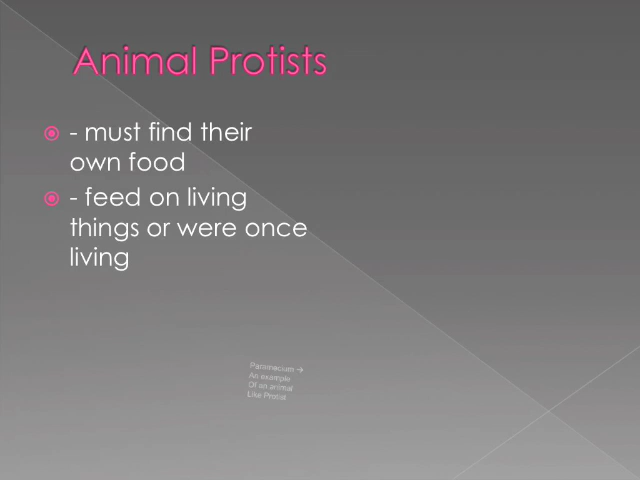 Animal Protists
- must find their
own food
- feed on living
things or were once
living
Paramecium →
As example
Of an animal
Like Protist